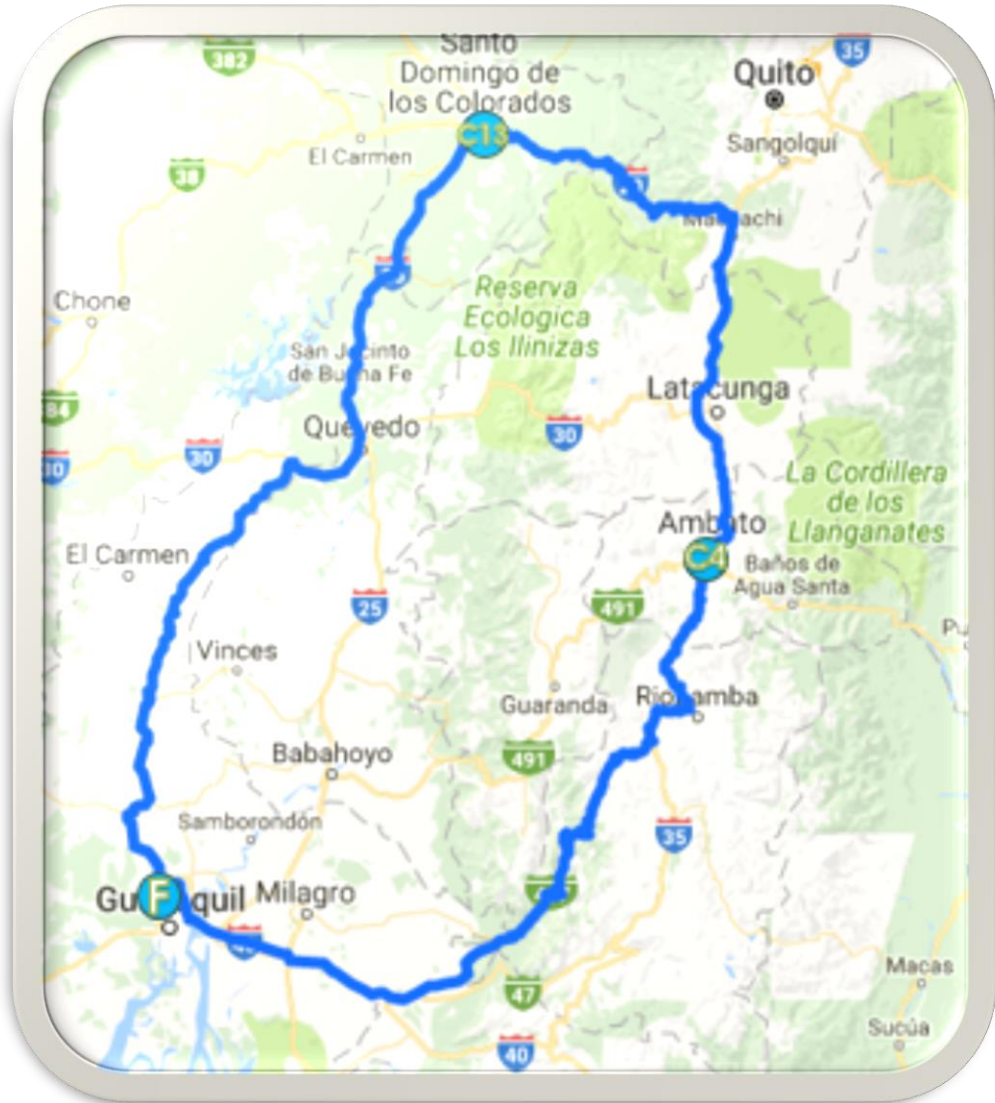 Santo
Domingo de
los Colorados
Quito
35
382
C13
Sangolquí
El Carmen
38
Machachi
Chone
Reserva
Ecologica
Los Ilinizas
San Jacinto
de Buena Fe
Latacunga
84
Quevedo
30
30
30
La Cordillera
de los
Llanganates
Ambato
El Carmen
C4
Baños de
Agua Santa
25
491
Vinces
Guaranda
Riobamba
Babahoyo
491
Samborondón
35
Guayaquil
F
Milagro
47
Macas
Sucúa
40